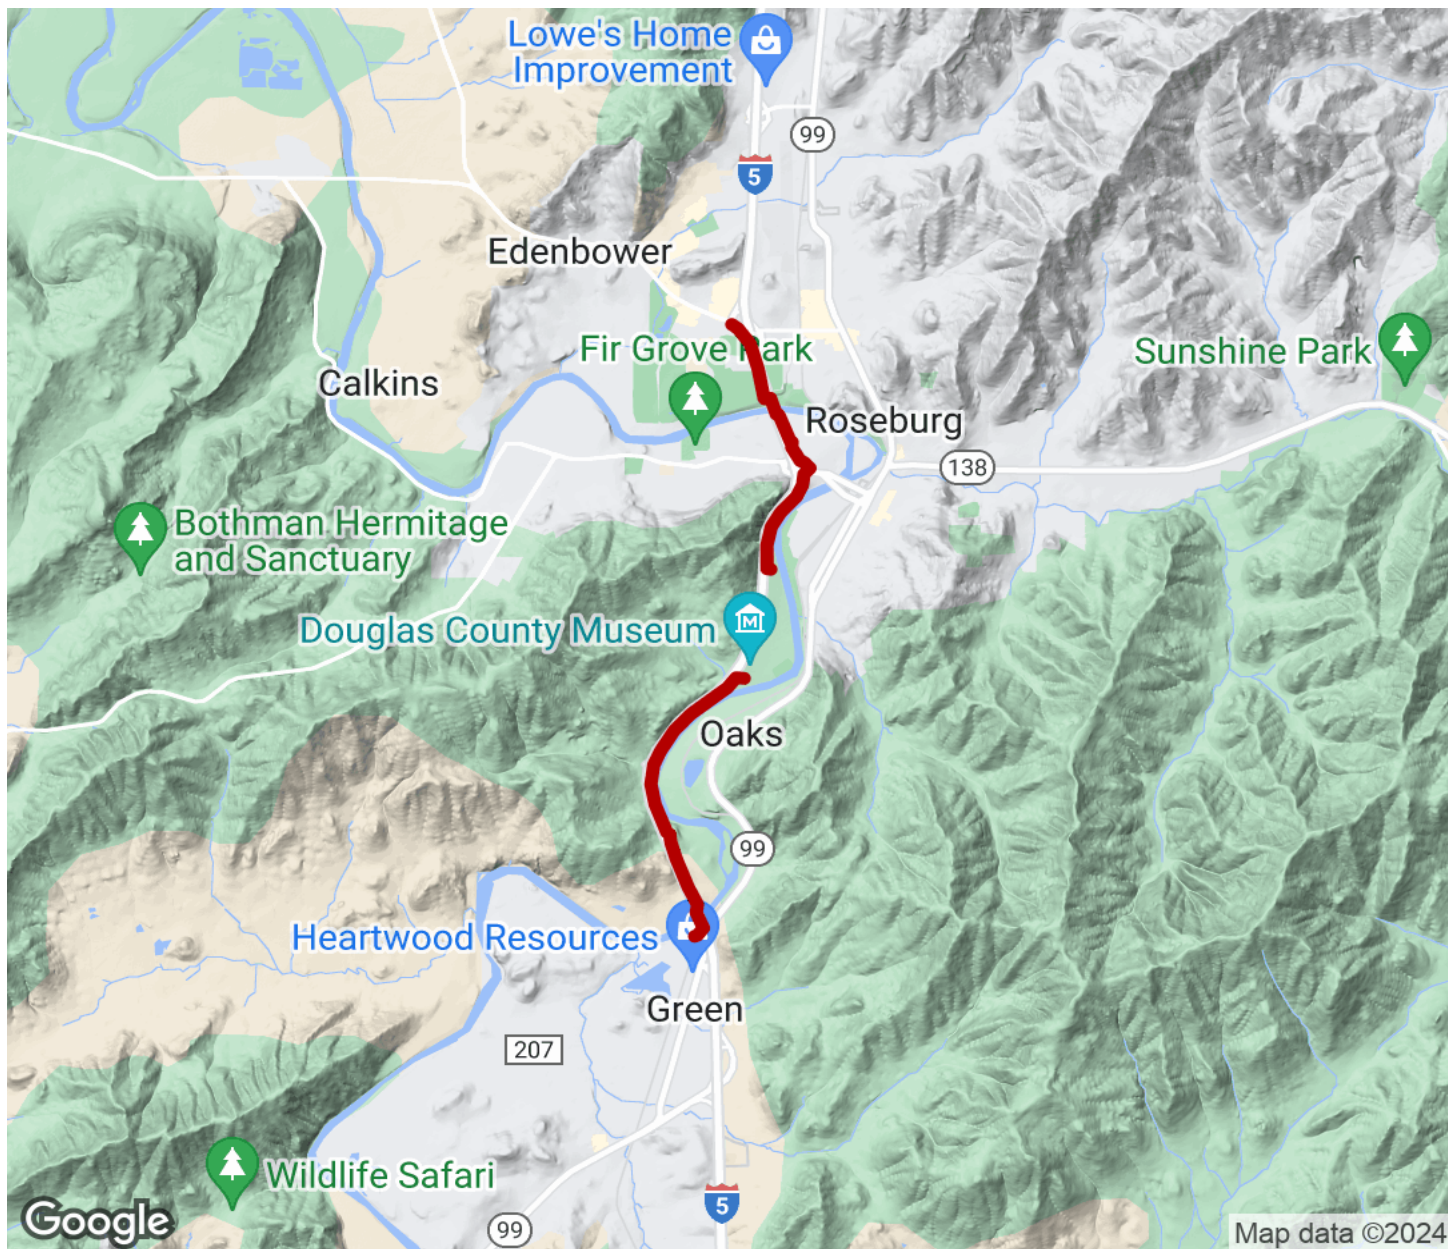 Lowe's Home
Improvement
99
5
Edenbower
Fir Grove Park
Sunshine Park
Calkins
Roseburg
138
Bothman Hermitage
and Sanctuary
Douglas County Museum
Oaks
99
Heartwood Resources
Green
207
Wildlife Safari
5
99
Google
Map data ©2024